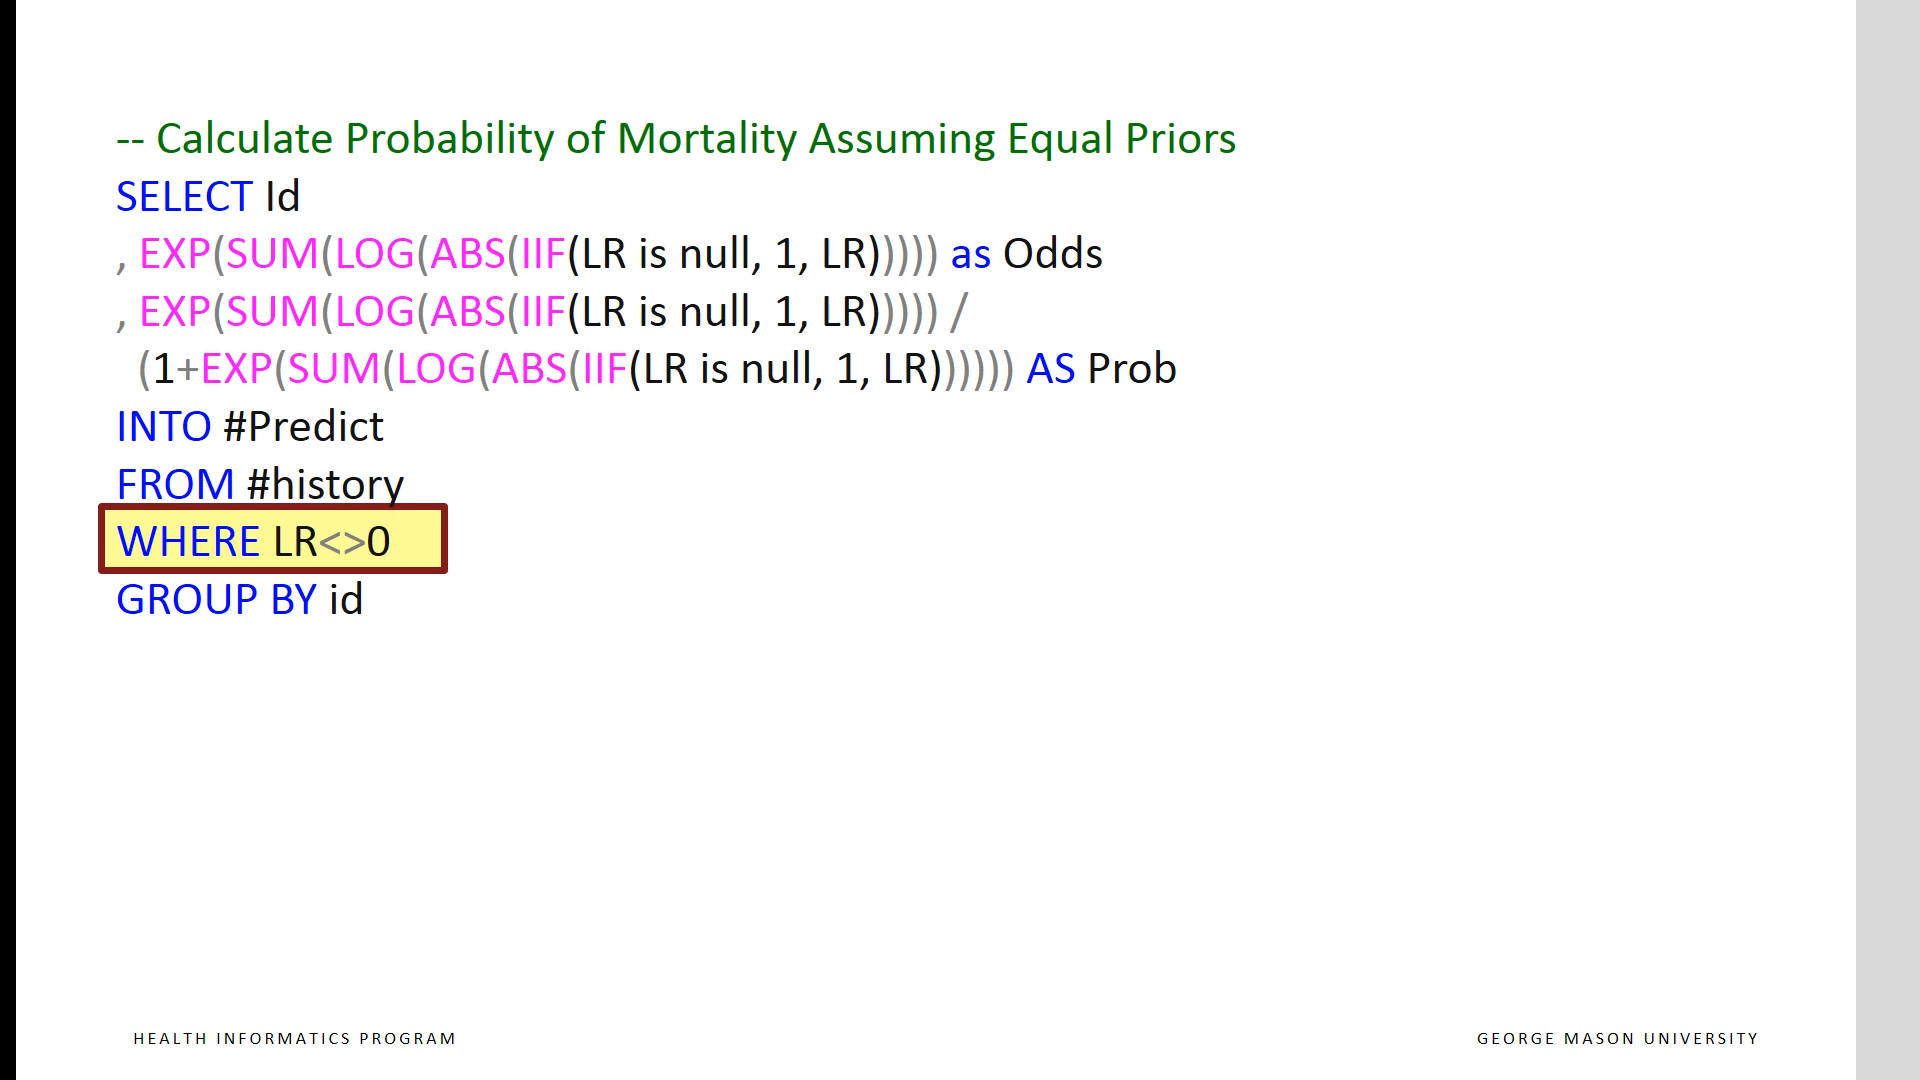 -- Calculate Probability of Mortality Assuming Equal Priors
SELECT Id
, EXP(SUM(LOG(ABS(IIF(LR is null, 1, LR))))) as Odds
, EXP(SUM(LOG(ABS(IIF(LR is null, 1, LR))))) /
(1+EXP(SUM(LOG(ABS(IIF(LR is null, 1, LR)))))) AS Prob
INTO #Predict
FROM #history
WHERE LR<>0
GROUP BY id
HEALTH INFORMATICS PROGRAM
GEORGE MASON UNIVERSITY